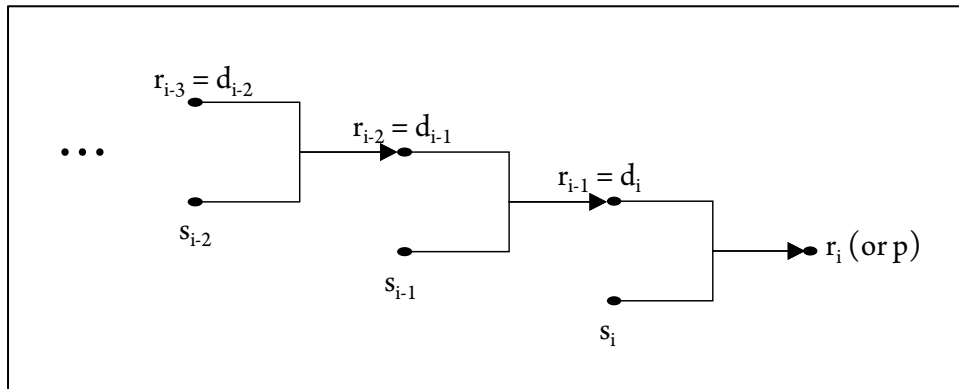 r_{i-3} = d_{i-2}
r_{i-2} = d_{i-1}
...
r_{i-1} = d_i
s_{i-2}
r_i (or p)
s_{i-1}
s_i